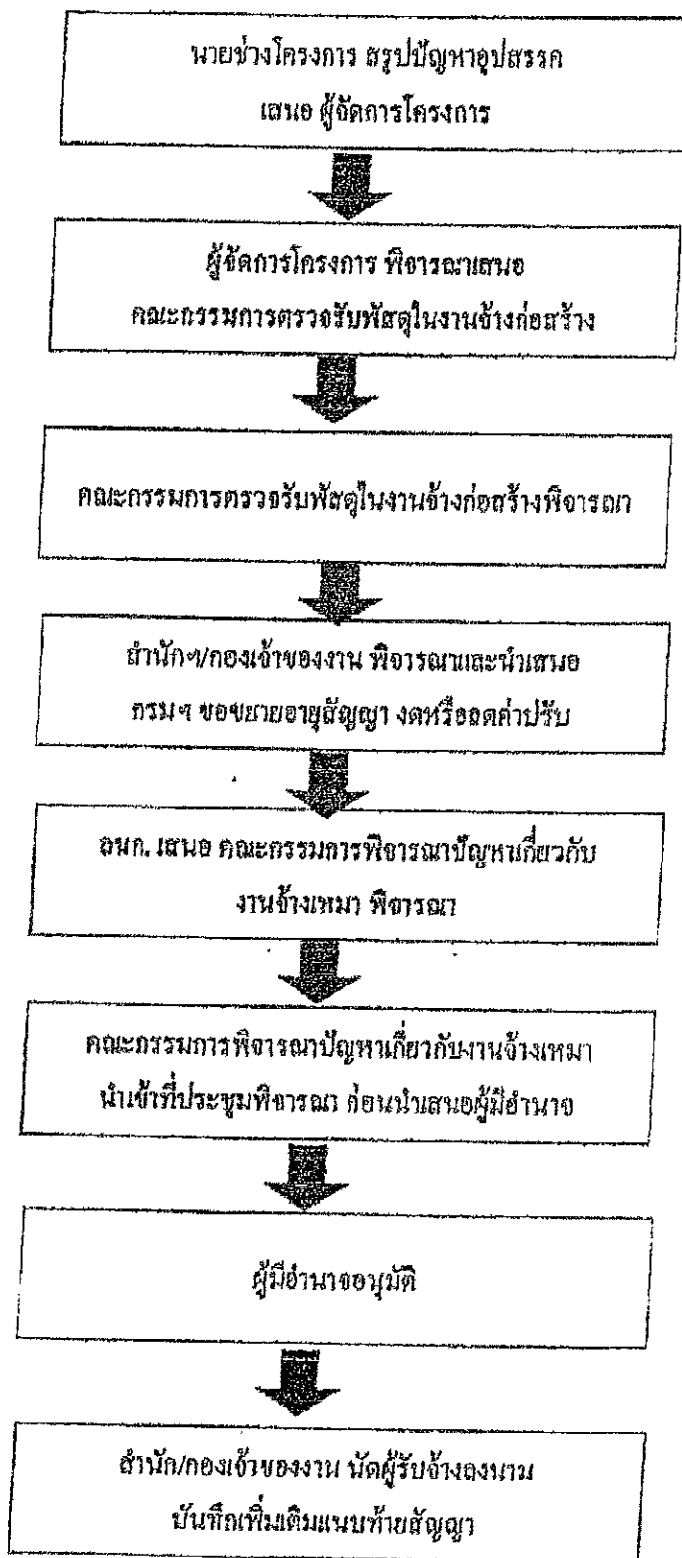 นายช่างโครงการ สรุปปัญหาอุปสรรค
เสนอ ผู้จัดการโครงการ
ผู้จัดการโครงการ พิจารณาเสนอ
คณะกรรมการตรวจรับพัสดุในงานจ้างก่อสร้าง
คณะกรรมการตรวจรับพัสดุในงานจ้างก่อสร้างพิจารณา
สำนักฯ/กองเจ้าของงาน พิจารณาและนำเสนอ
กรมฯ ขอขยายอายุสัญญา งดหรือลดค่าปรับ
อนก. เสนอ คณะกรรมการพิจารณาปัญหาเกี่ยวกับ
งานจ้างเหมา พิจารณา
คณะกรรมการพิจารณาปัญหาเกี่ยวกับงานจ้างเหมา
นำเข้าที่ประชุมพิจารณา ก่อนนำเสนอผู้มีอำนาจ
ผู้มีอำนาจอนุมัติ
สำนัก/กองเจ้าของงาน นัดผู้รับจ้างลงนาม
บันทึกเพิ่มเติมแนบท้ายสัญญา